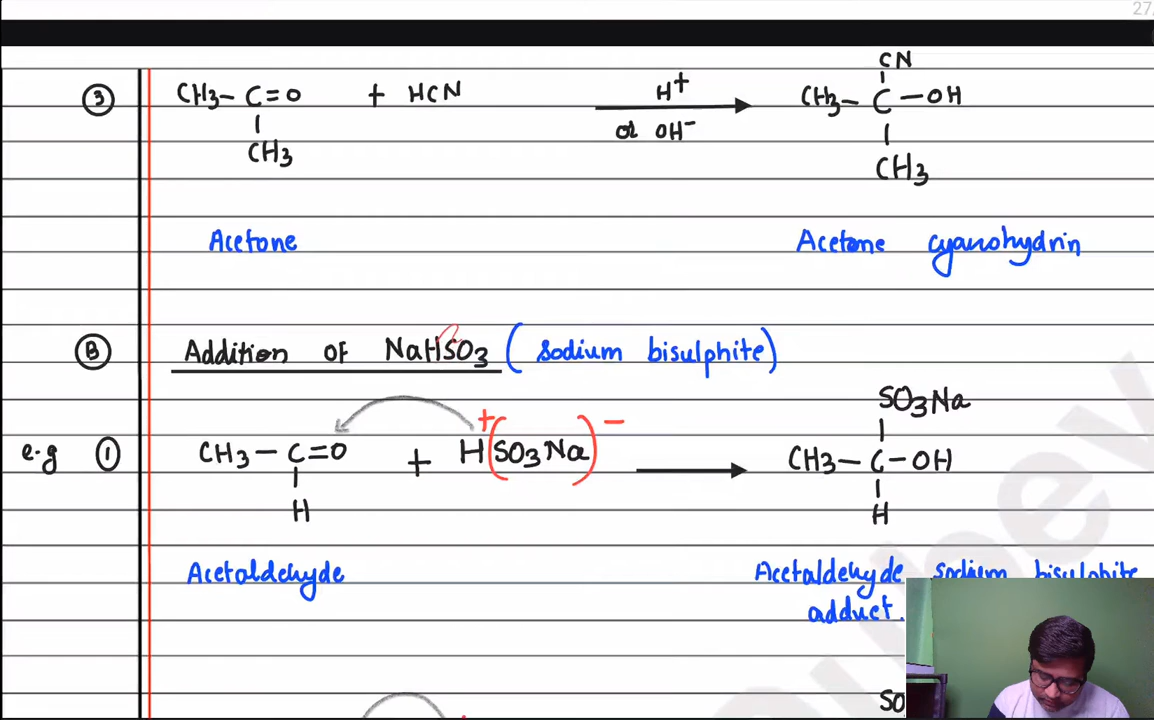 27,
③ CH3- C=O + HCN H+ CN
or OH- CH3- C -OH
CH3 CH3
Acetone Acetone cyanohydrin
Ⓑ Addition OF NaHSO3 (sodium bisulphite)
SO3Na
e.g ① CH3 - C=O + H+(SO3Na)- CH3- C- OH
H H
Acetaldehyde Acetaldehyde sodium bisulphite
adduct.
SO